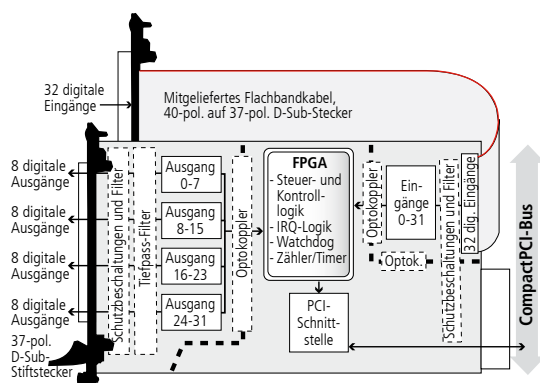 32 digitale
Eingänge
Mitgeliefertes Flachbandkabel,
40-pol. auf 37-pol. D-Sub-Stecker
8 digitale
Ausgänge
8 digitale
Ausgänge
8 digitale
Ausgänge
8 digitale
Ausgänge
37-pol.
D-Sub-
Stiftstecker
Schutzbeschaltungen und Filter
Tiefpass-Filter
Ausgang
0-7
Ausgang
8-15
Ausgang
16-23
Ausgang
24-31
Optokoppler
FPGA
- Steuer- und
Kontroll-
logik
- IRQ-Logik
- Watchdog
- Zähler/Timer
PCI-
Schnitt-
stelle
Optokoppler
Ein-
gänge
0-31
Optok.
Schutzbeschaltungen und Filter
32 dig. Eingänge
CompactPCI-Bus